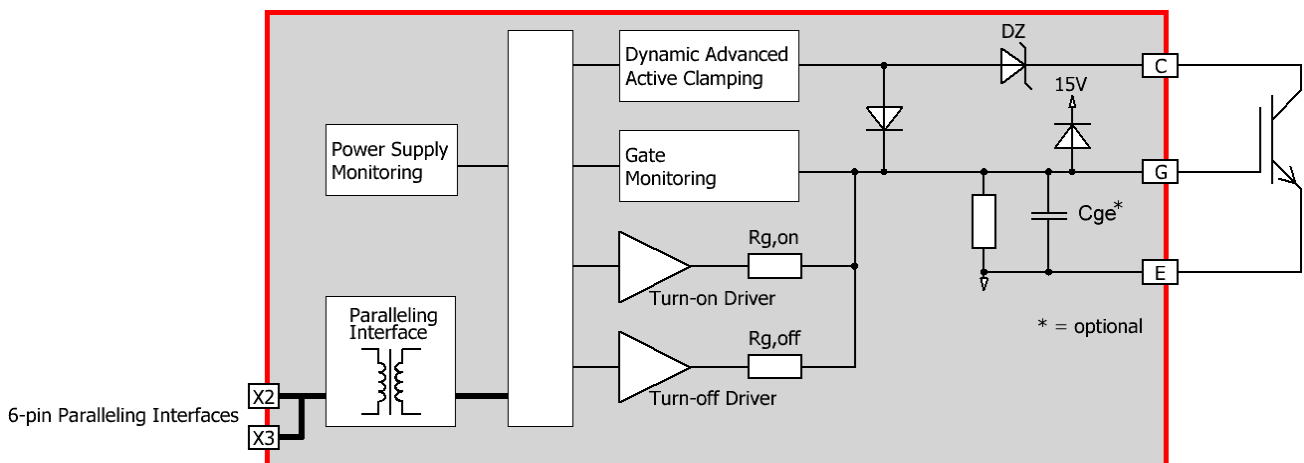 DZ
Dynamic Advanced
Active Clamping
C
15V
Power Supply
Monitoring
Gate
Monitoring
G
Cge*
Rg,on
E
Turn-on Driver
* = optional
Paralleling
Interface
Rg,off
Turn-off Driver
X2
6-pin Paralleling Interfaces
X3